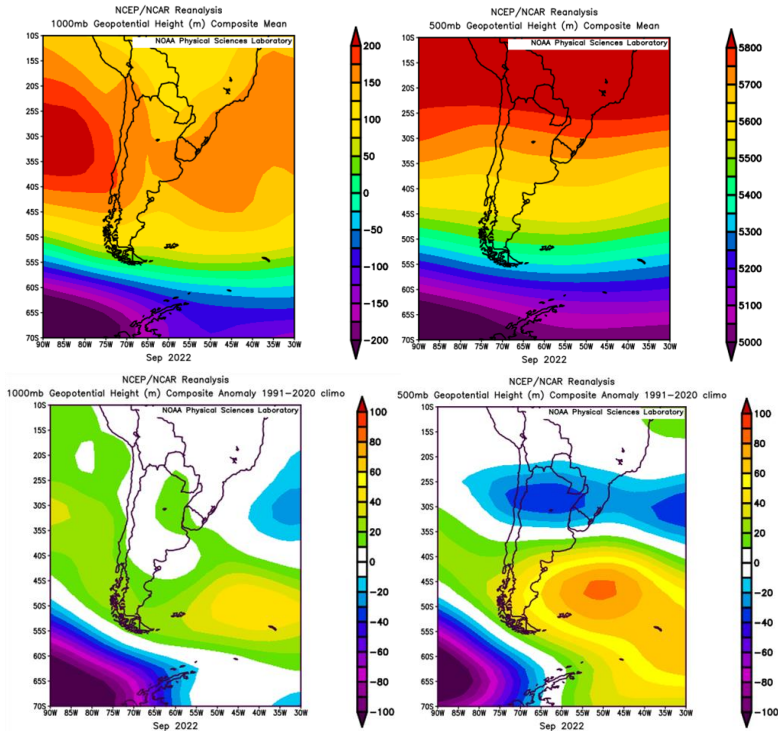 NCEP/NCAR Reanalysis
1000mb Geopotential Height (m) Composite Mean
NOAA Physical Sciences Laboratory
10S
15S
20S
25S
30S
35S
40S
45S
50S
55S
60S
65S
70S
90W 85W 80W 75W 70W 65W 60W 55W 50W 45W 40W 35W 30W
Sep 2022
200
150
100
50
0
-50
-100
-150
-200
NCEP/NCAR Reanalysis
500mb Geopotential Height (m) Composite Mean
NOAA Physical Sciences Laboratory
10S
15S
20S
25S
30S
35S
40S
45S
50S
55S
60S
65S
70S
90W 85W 80W 75W 70W 65W 60W 55W 50W 45W 40W 35W 30W
Sep 2022
5800
5700
5600
5500
5400
5300
5200
5100
5000
NCEP/NCAR Reanalysis
1000mb Geopotential Height (m) Composite Anomaly 1991-2020 climo
NOAA Physical Sciences Laboratory
10S
15S
20S
25S
30S
35S
40S
45S
50S
55S
60S
65S
70S
90W 85W 80W 75W 70W 65W 60W 55W 50W 45W 40W 35W 30W
Sep 2022
100
80
60
40
20
0
-20
-40
-60
-80
-100
NCEP/NCAR Reanalysis
500mb Geopotential Height (m) Composite Anomaly 1991-2020 climo
NOAA Physical Sciences Laboratory
10S
15S
20S
25S
30S
35S
40S
45S
50S
55S
60S
65S
70S
90W 85W 80W 75W 70W 65W 60W 55W 50W 45W 40W 35W 30W
Sep 2022
100
80
60
40
20
0
-20
-40
-60
-80
-100